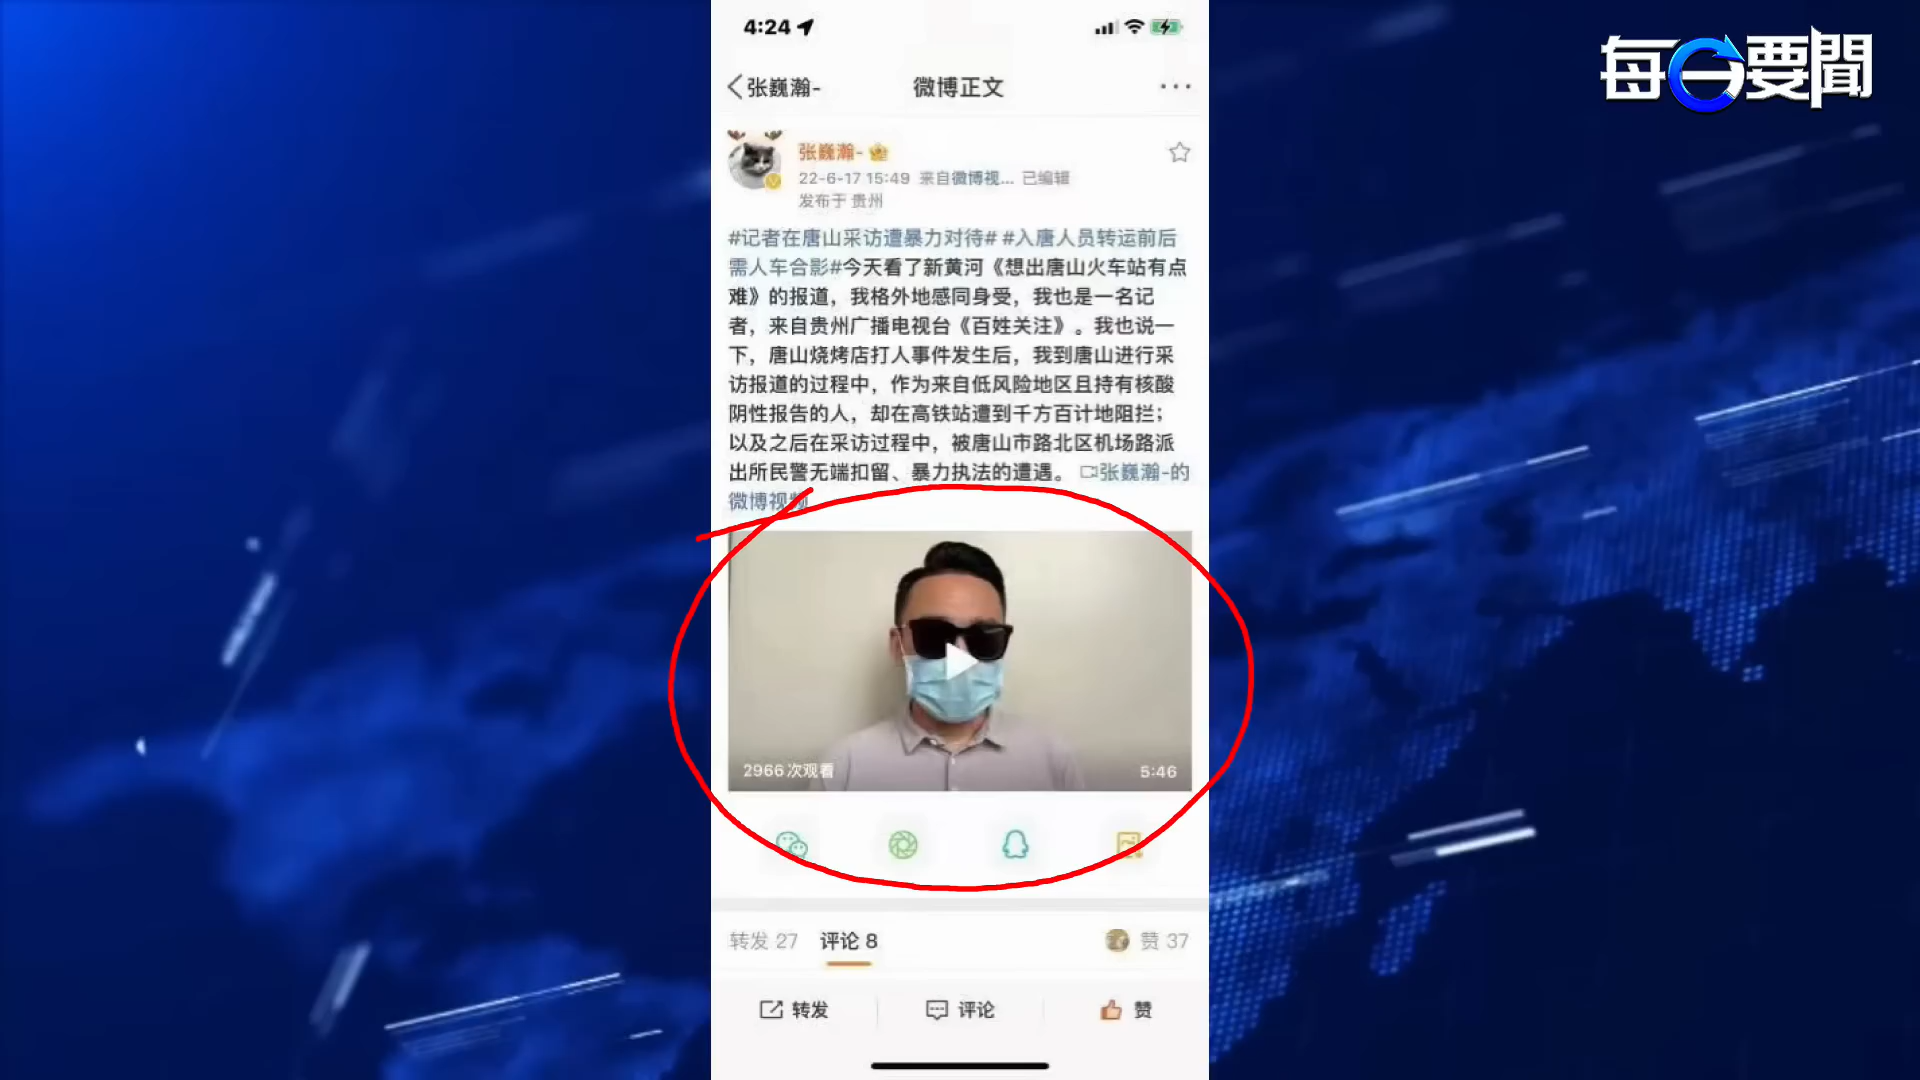 4:24
每日要聞
张巍瀚-
微博正文
张巍瀚-
22-6-17 15:49 来自微博视... 已编辑
发布于 贵州
#记者在唐山采访遭暴力对待# #入唐人员转运前后
需人车合影#今天看了新黄河《想出唐山火车站有点
难》的报道，我格外地感同身受，我也是一名记
者，来自贵州广播电视台《百姓关注》。我也说一
下，唐山烧烤店打人事件发生后，我到唐山进行采
访报道的过程中，作为来自低风险地区且持有核酸
阴性报告的人，却在高铁站遭到千方百计地阻拦；
以及之后在采访过程中，被唐山市路北区机场路派
出所民警无端扣留、暴力执法的遭遇。 张巍瀚-的
微博视频
2966次观看
5:46
转发 27
评论 8
赞 37
转发
评论
赞